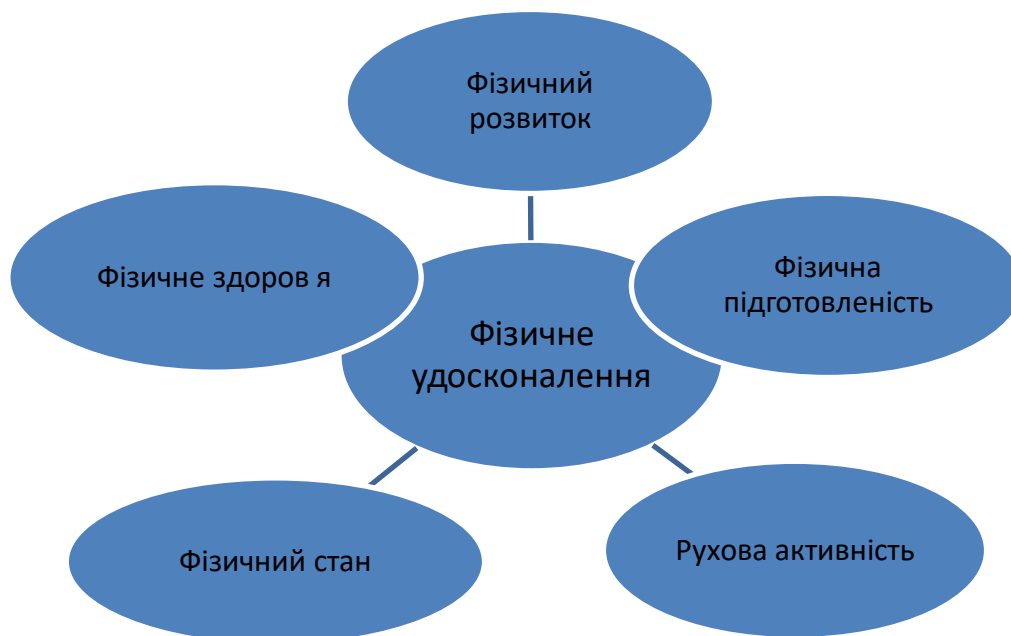 Фізичний
розвиток
Фізичне здоров я
Фізична
підготовленість
Фізичне
удосконалення
Фізичний стан
Рухова активність